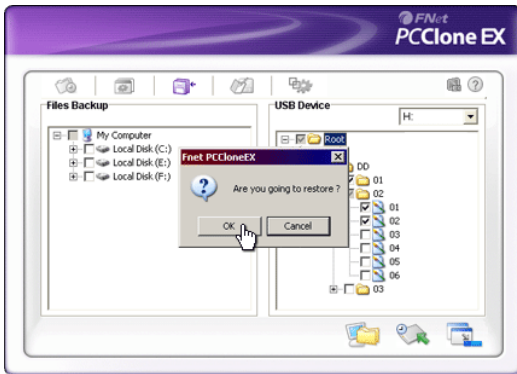 FNet
PCClone EX
Files Backup
USB Device
H:
My Computer
Local Disk (C:)
Local Disk (E:)
Local Disk (F:)
Root
DD
01
02
01
02
03
04
05
06
03
Fnet PCCloneEX
Are you going to restore ?
OK
Cancel